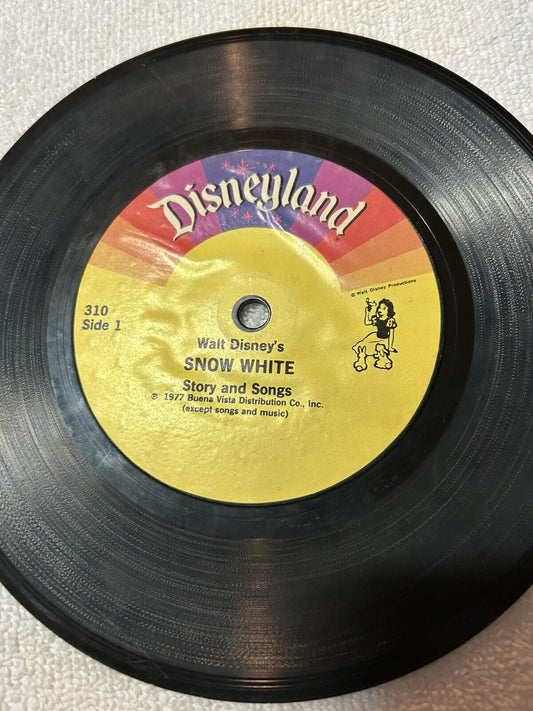 Disneyland®
© Walt Disney Productions
310
Side 1
Walt Disney's
SNOW WHITE
Story and Songs
℗ 1977 Buena Vista Distribution Co., Inc.
(except songs and music)